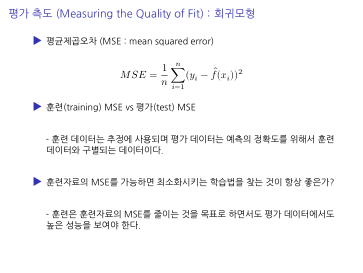 평가 측도 (Measuring the Quality of Fit) : 회귀모형
▶ 평균제곱오차 (MSE : mean squared error)
$MSE = \frac{1}{n} \sum_{i=1}^{n} (y_i - \hat{f}(x_i))^2$
▶ 훈련(training) MSE vs 평가(test) MSE
- 훈련 데이터는 추정에 사용되며 평가 데이터는 예측의 정확도를 위해서 훈련
데이터와 구별되는 데이터이다.
▶ 훈련자료의 MSE를 가능하면 최소화시키는 학습법을 찾는 것이 항상 좋은가?
- 훈련은 훈련자료의 MSE를 줄이는 것을 목표로 하면서도 평가 데이터에서도
높은 성능을 보여야 한다.